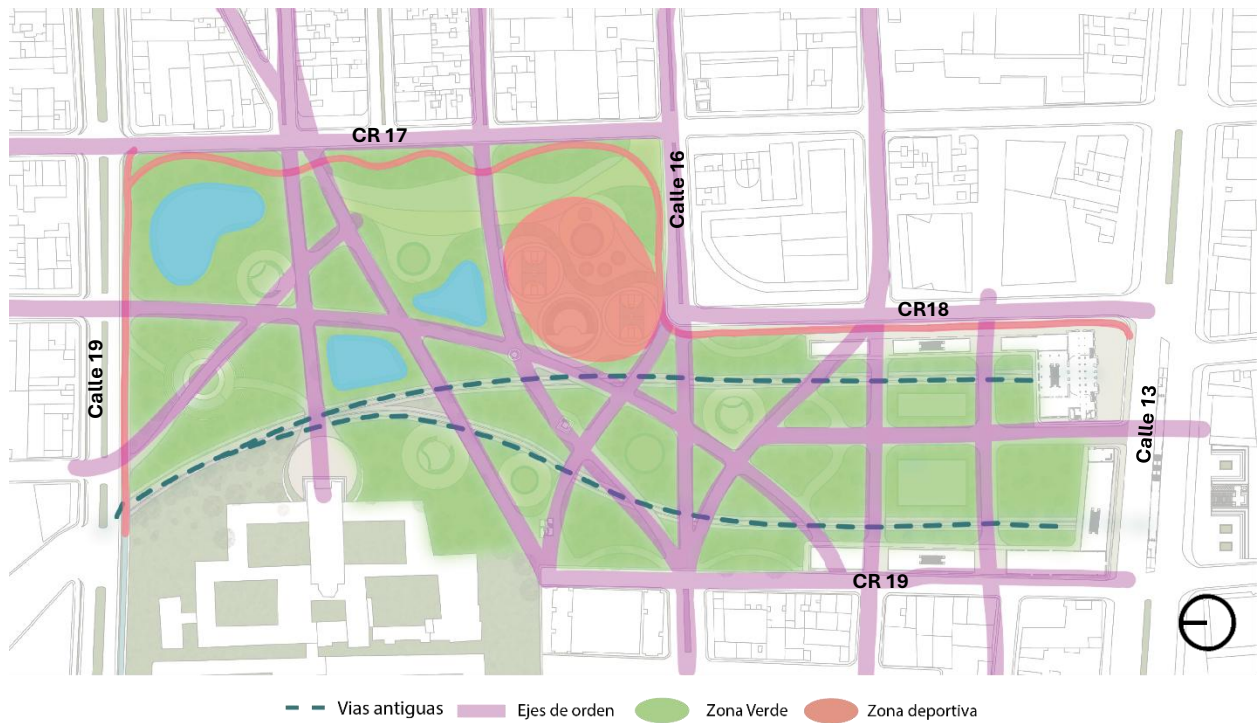 CR 17
Calle 16
CR18
Calle 19
Calle 13
CR 19
Vias antiguas
Ejes de orden
Zona Verde
Zona deportiva